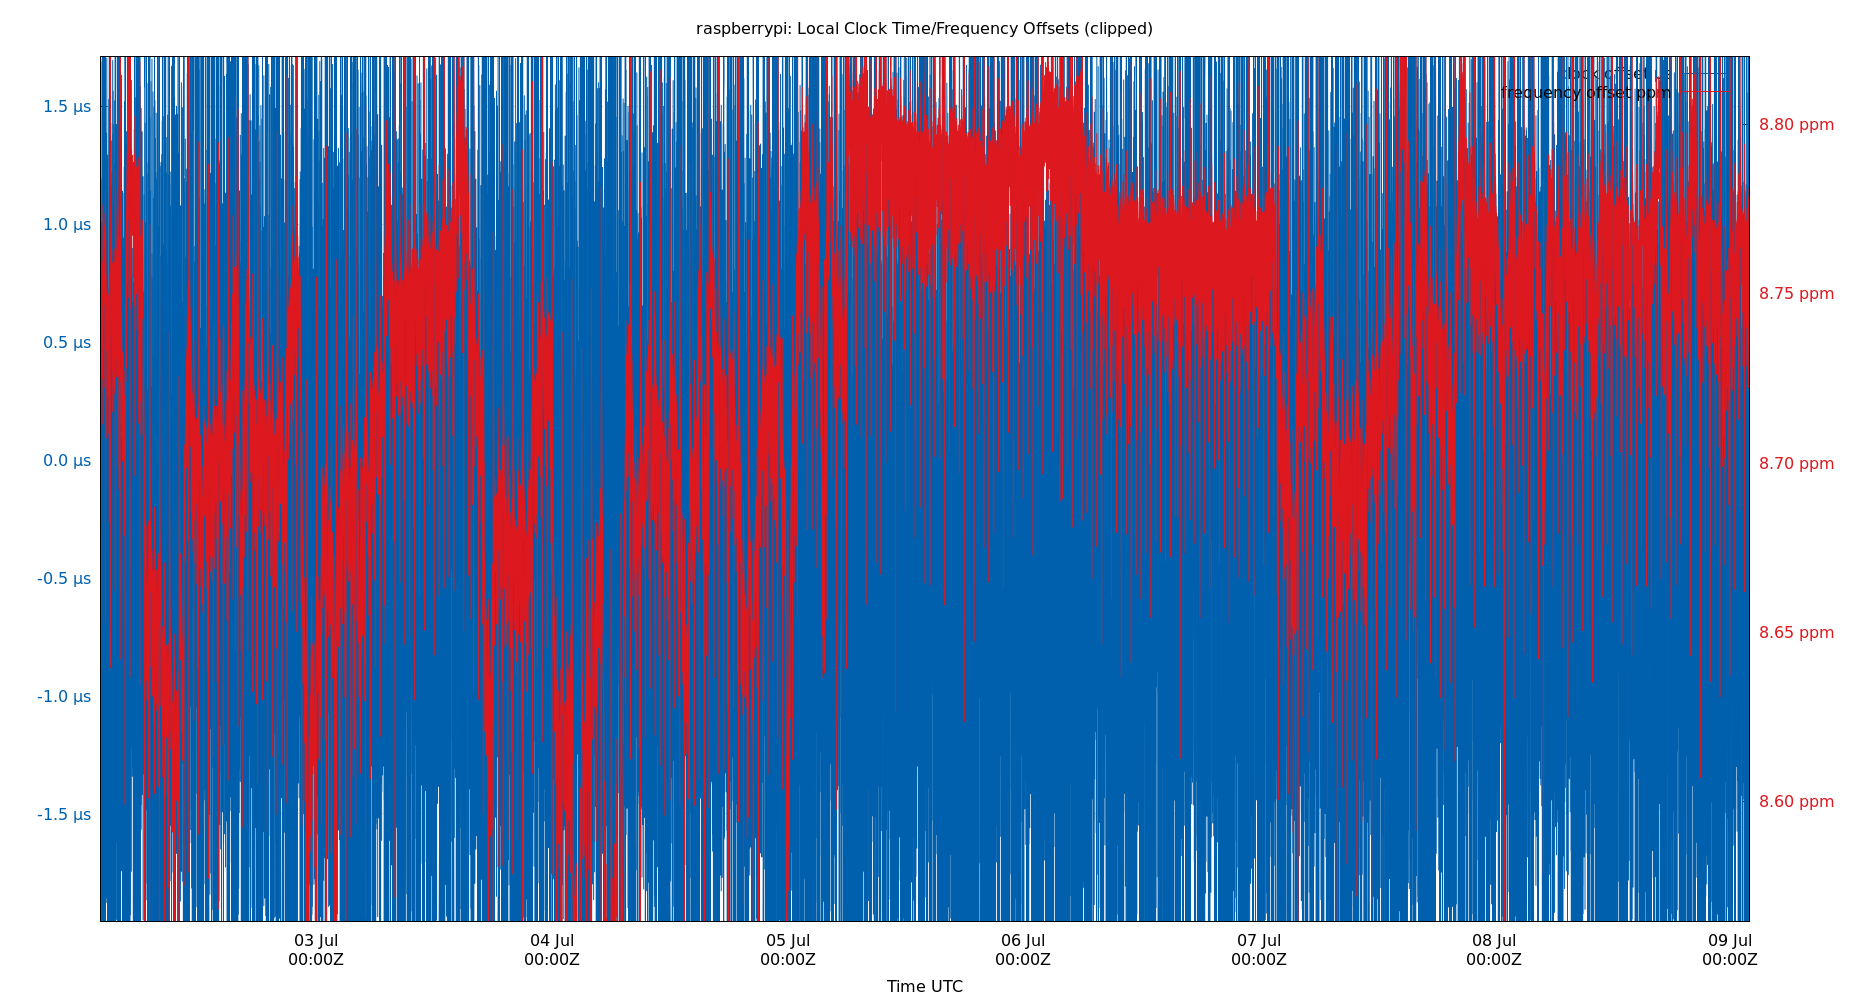 raspberrypi: Local Clock Time/Frequency Offsets (clipped)
clock offset
frequency offset ppm
1.5 µs
1.0 µs
0.5 µs
0.0 µs
-0.5 µs
-1.0 µs
-1.5 µs
8.80 ppm
8.75 ppm
8.70 ppm
8.65 ppm
8.60 ppm
03 Jul
00:00Z
04 Jul
00:00Z
05 Jul
00:00Z
06 Jul
00:00Z
07 Jul
00:00Z
08 Jul
00:00Z
09 Jul
00:00Z
Time UTC